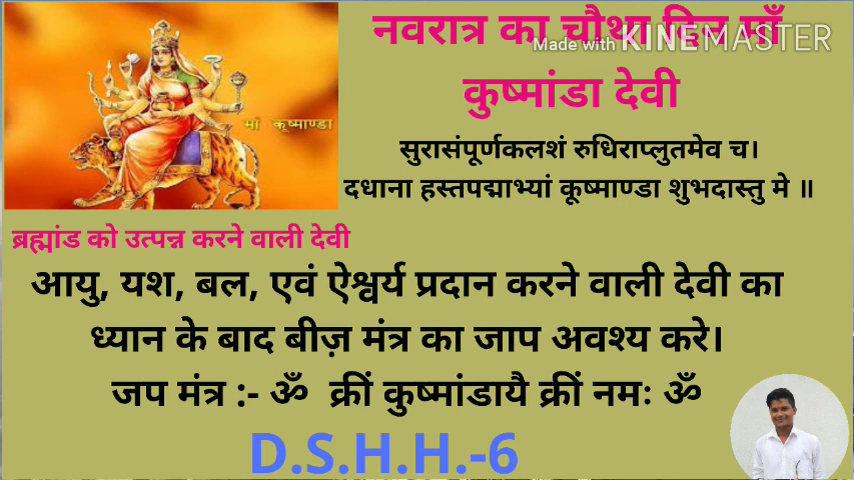 नवरात्र का चौथा दिन माँ
Made with KINEMASTER
कुष्मांडा देवी
मां कूष्माण्डा
सुरासंपूर्णकलशं रुधिराप्लुतमेव च।
दधाना हस्तपद्माभ्यां कूष्माण्डा शुभदास्तु मे ॥
ब्रह्मांड को उत्पन्न करने वाली देवी
आयु, यश, बल, एवं ऐश्वर्य प्रदान करने वाली देवी का
ध्यान के बाद बीज़ मंत्र का जाप अवश्य करे।
जप मंत्र :- ॐ क्रीं कुष्मांडायै क्रीं नमः ॐ
D.S.H.H.-6